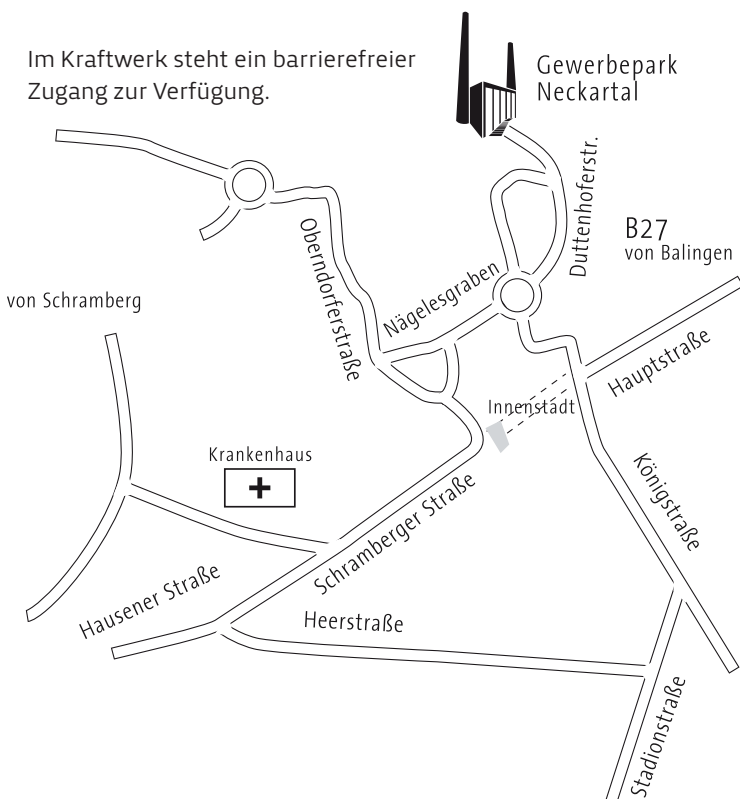 Im Kraftwerk steht ein barrierefreier
Zugang zur Verfügung.
Gewerbepark
Neckartal
Duttenhoferstr.
B27
von Balingen
Oberndorferstraße
Nägelesgraben
von Schramberg
Hauptstraße
Innenstadt
Krankenhaus
Königstraße
Schramberger Straße
Hausener Straße
Heerstraße
Stadionstraße